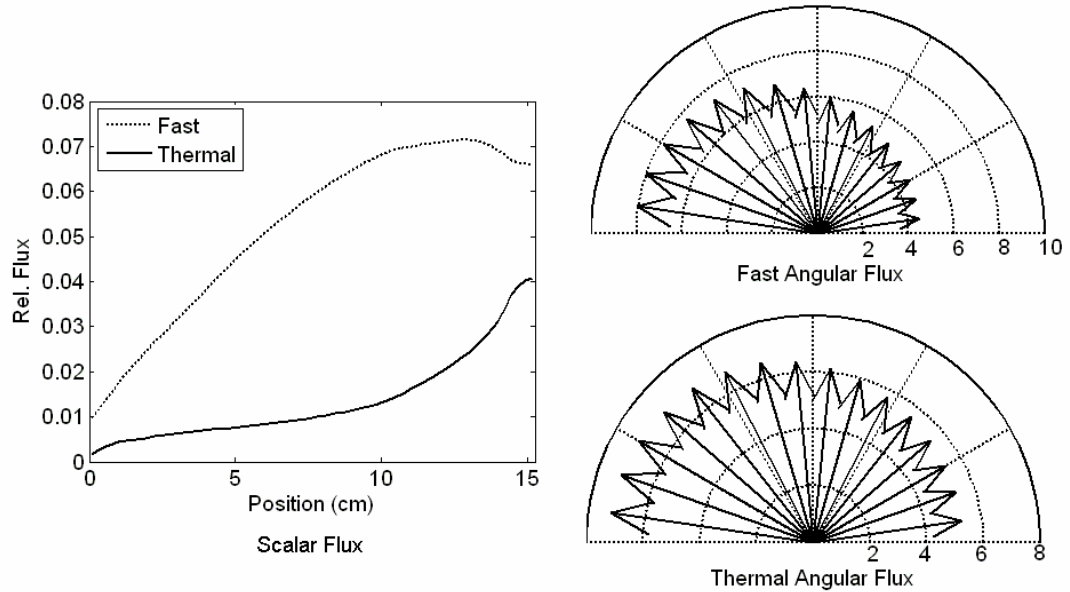 0.08
0.07
0.06
0.05
0.04
0.03
0.02
0.01
0
Rel. Flux
Fast
Thermal
0 5 10 15
Position (cm)
Scalar Flux
2 4 6 8 10
Fast Angular Flux
2 4 6 8
Thermal Angular Flux